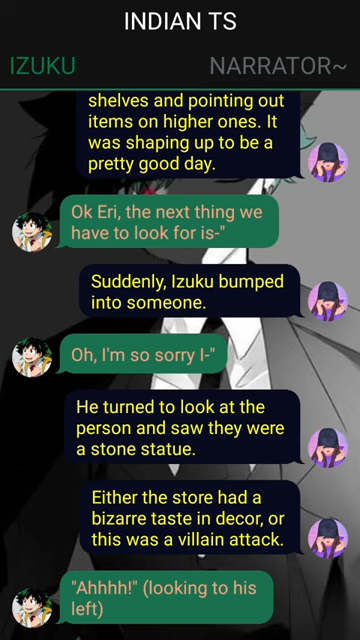 INDIAN TS
IZUKU NARRATOR~
shelves and pointing out
items on higher ones. It
was shaping up to be a
pretty good day.
Ok Eri, the next thing we
have to look for is-"
Suddenly, Izuku bumped
into someone.
Oh, I'm so sorry I-"
He turned to look at the
person and saw they were
a stone statue.
Either the store had a
bizarre taste in decor, or
this was a villain attack.
"Ahhhh!" (looking to his
left)